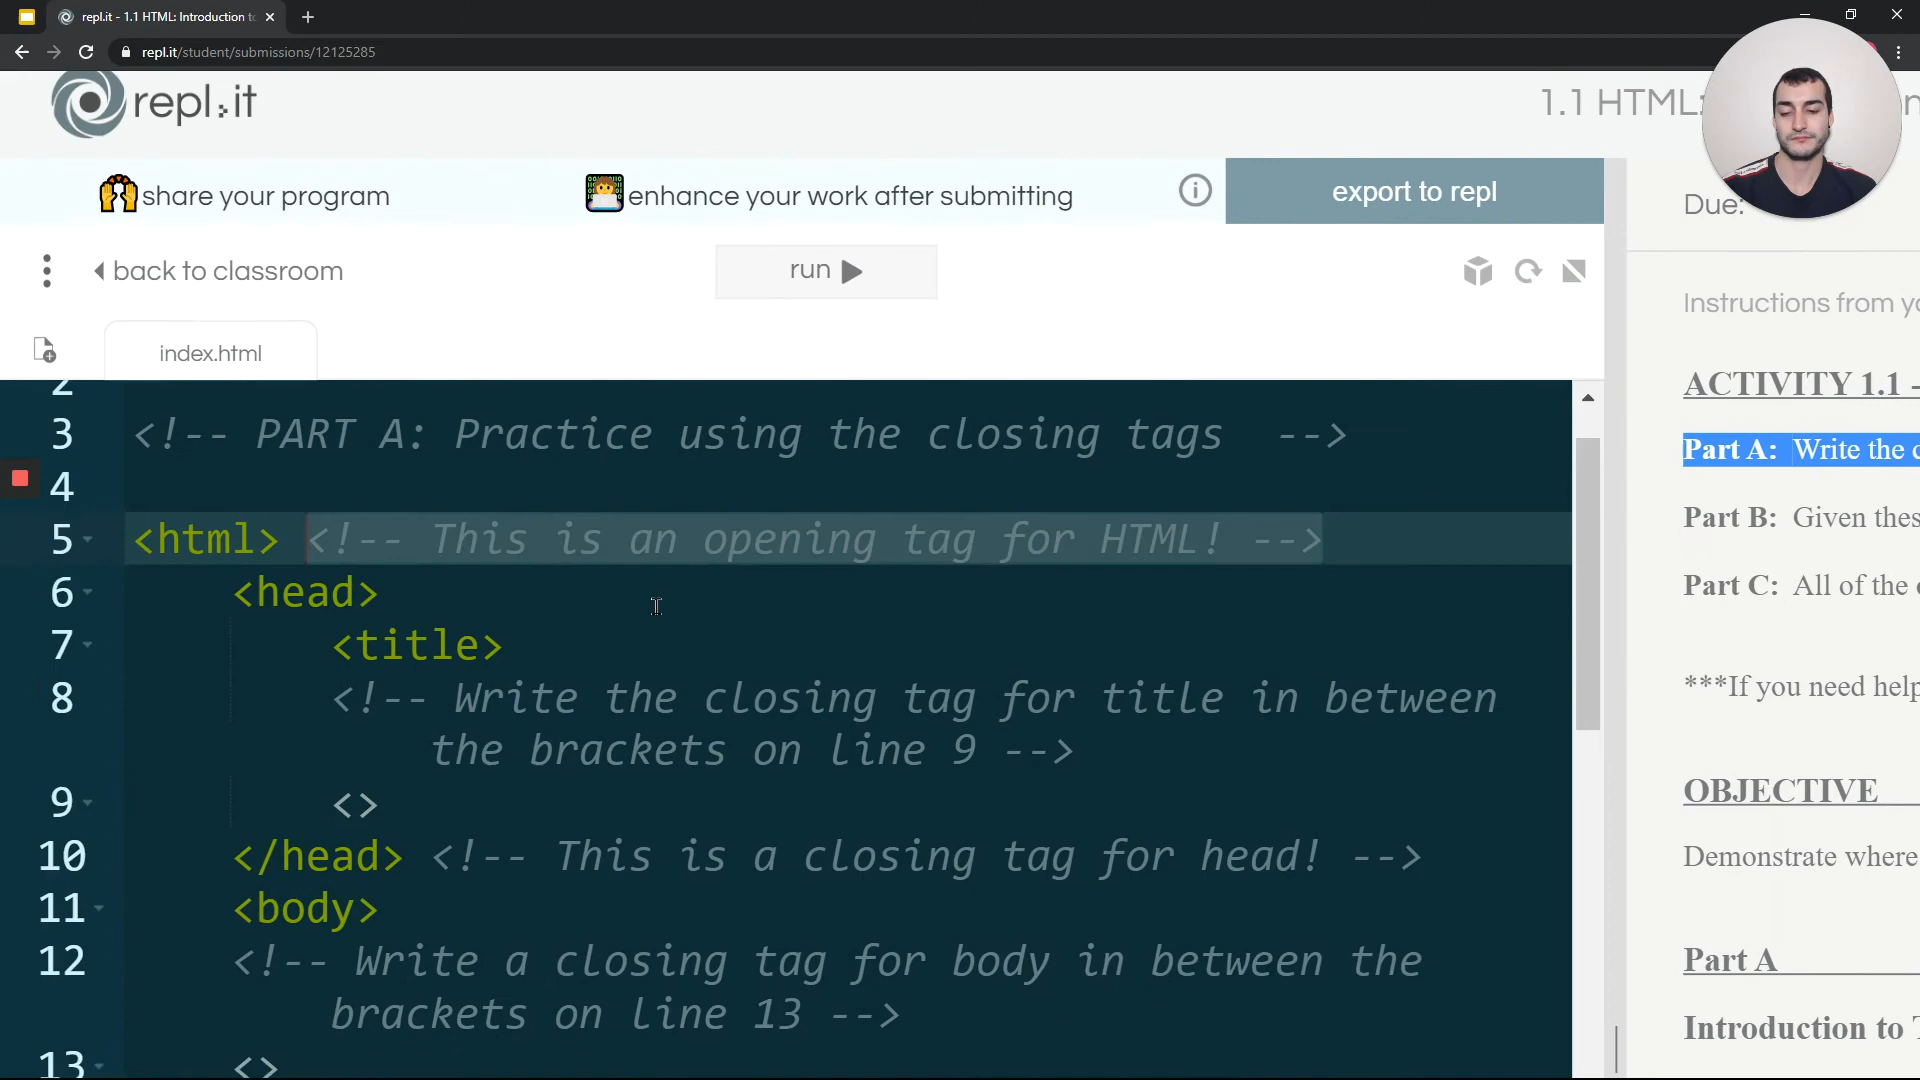 repl.it - 1.1 HTML: Introduction to
repl.it/student/submissions/12125285
repl.it
1.1 HTML:
share your program
enhance your work after submitting
export to repl
Due:
back to classroom
run
Instructions from yo
index.html
ACTIVITY 1.1 -
2
3 <!-- PART A: Practice using the closing tags -->
Part A: Write the c
4
Part B: Given thes
5 <html> <!-- This is an opening tag for HTML! -->
6 <head>
Part C: All of the
7 <title>
8 <!-- Write the closing tag for title in between
***If you need help
the brackets on line 9 -->
9 <>
OBJECTIVE
10 </head> <!-- This is a closing tag for head! -->
Demonstrate where
11 <body>
12 <!-- Write a closing tag for body in between the
Part A
brackets on line 13 -->
Introduction to T
13 <>